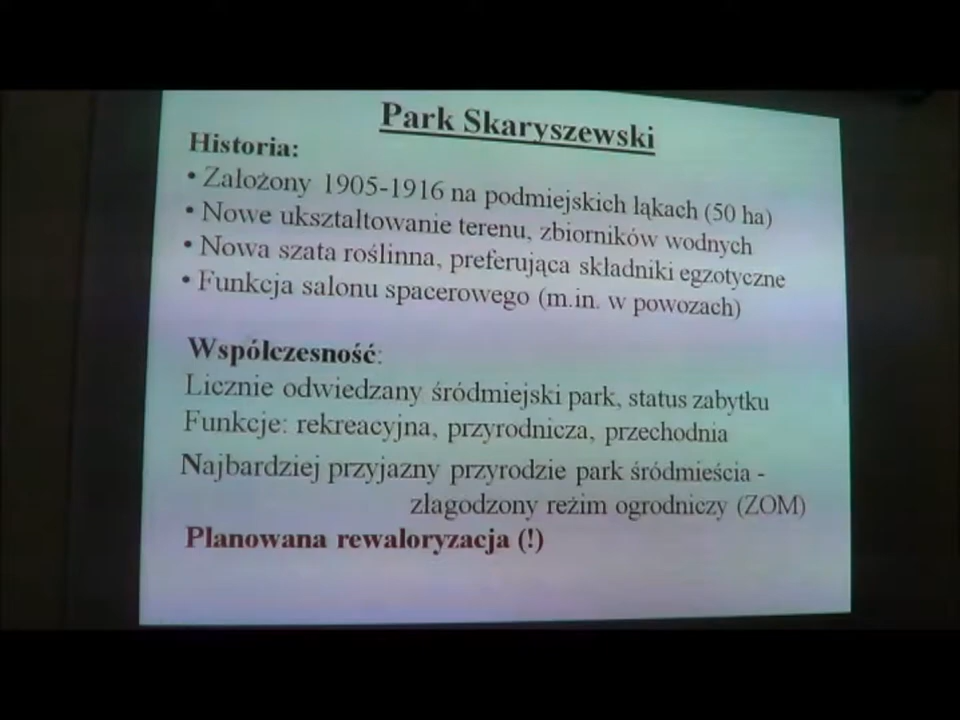 Park Skaryszewski
Historia:
• Założony 1905-1916 na podmiejskich łąkach (50 ha)
• Nowe ukształtowanie terenu, zbiorników wodnych
• Nowa szata roślinna, preferująca składniki egzotyczne
• Funkcja salonu spacerowego (m.in. w powozach)
Współczesność:
Licznie odwiedzany śródmiejski park, status zabytku
Funkcje: rekreacyjna, przyrodnicza, przechodnia
Najbardziej przyjazny przyrodzie park śródmieścia -
złagodzony reżim ogrodniczy (ZOM)
Planowana rewaloryzacja (!)